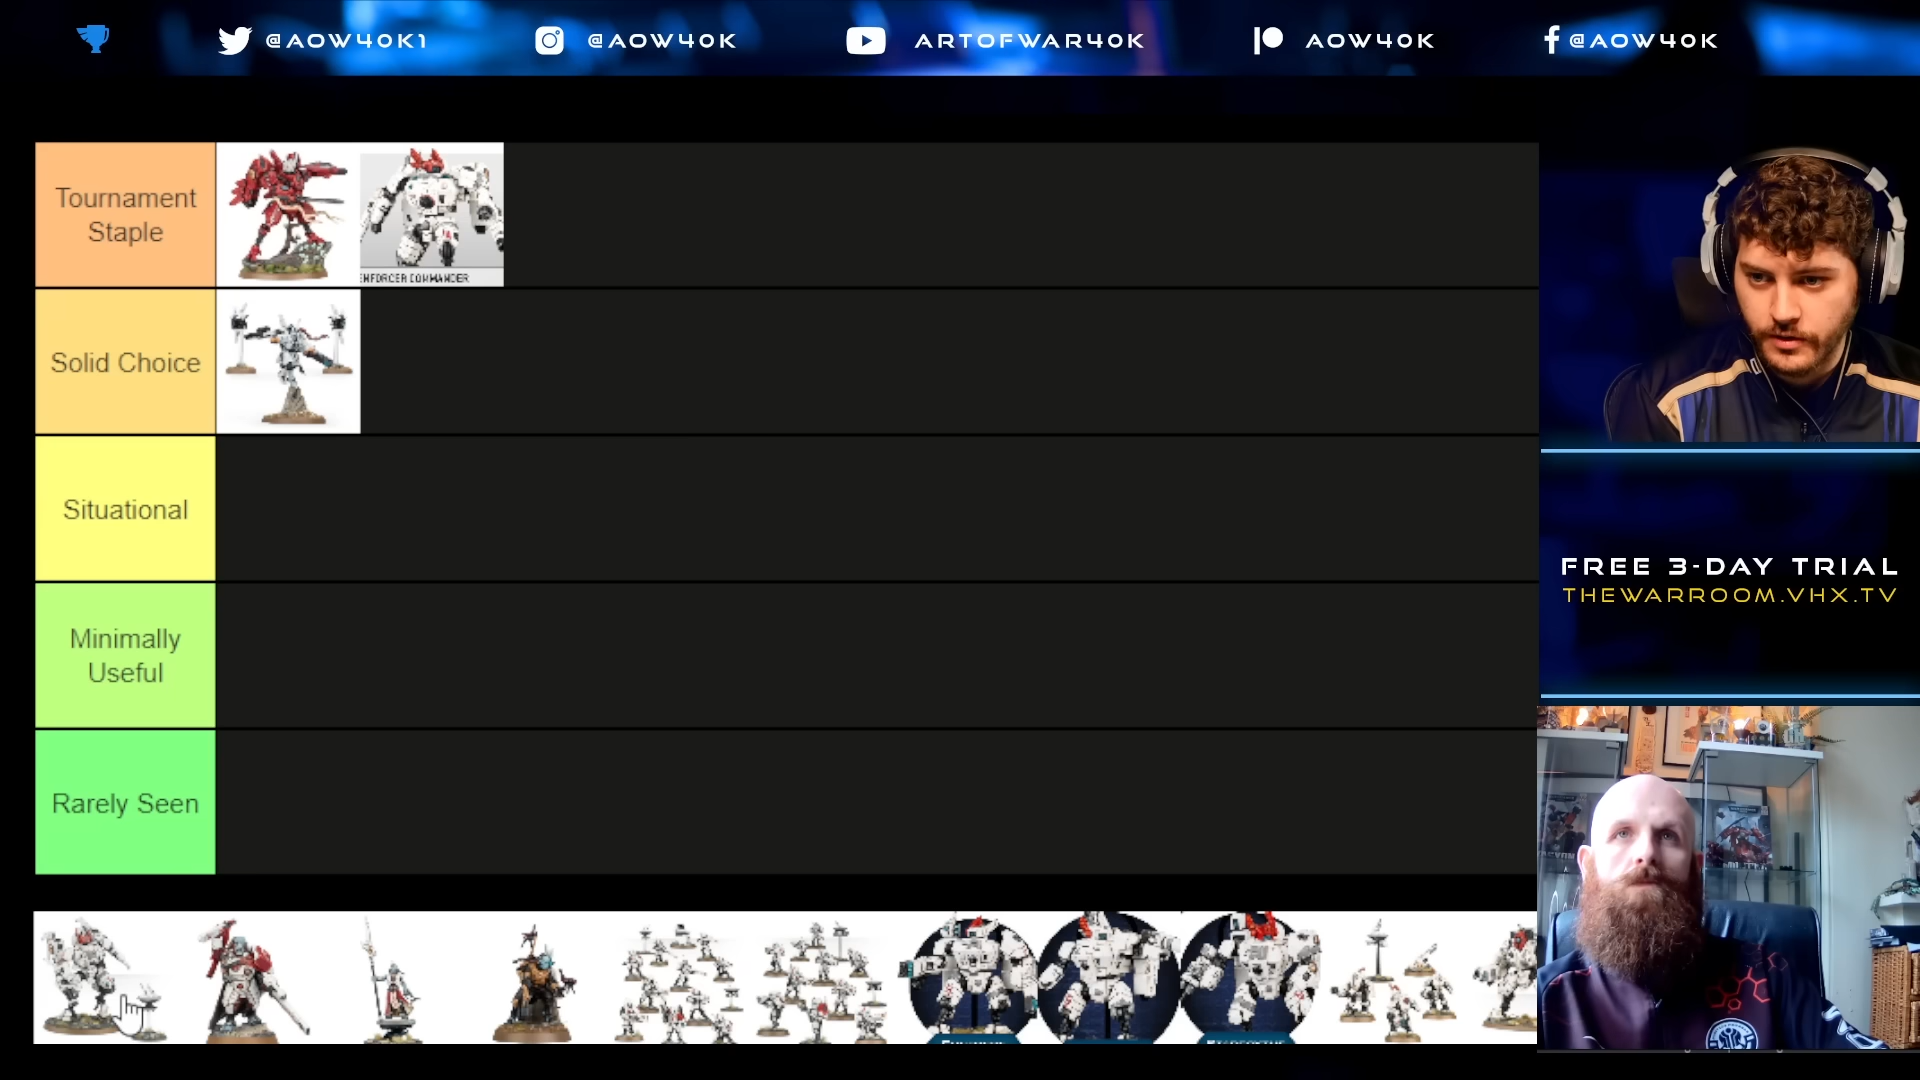 @AOW40K1
@AOW40K
ARTOFWAR40K
AOW40K
@AOW40K
Tournament
Staple
ENFORCER COMMANDER
Solid Choice
Situational
Minimally
Useful
Rarely Seen
FREE 3-DAY TRIAL
THEWARROOM.VHX.TV